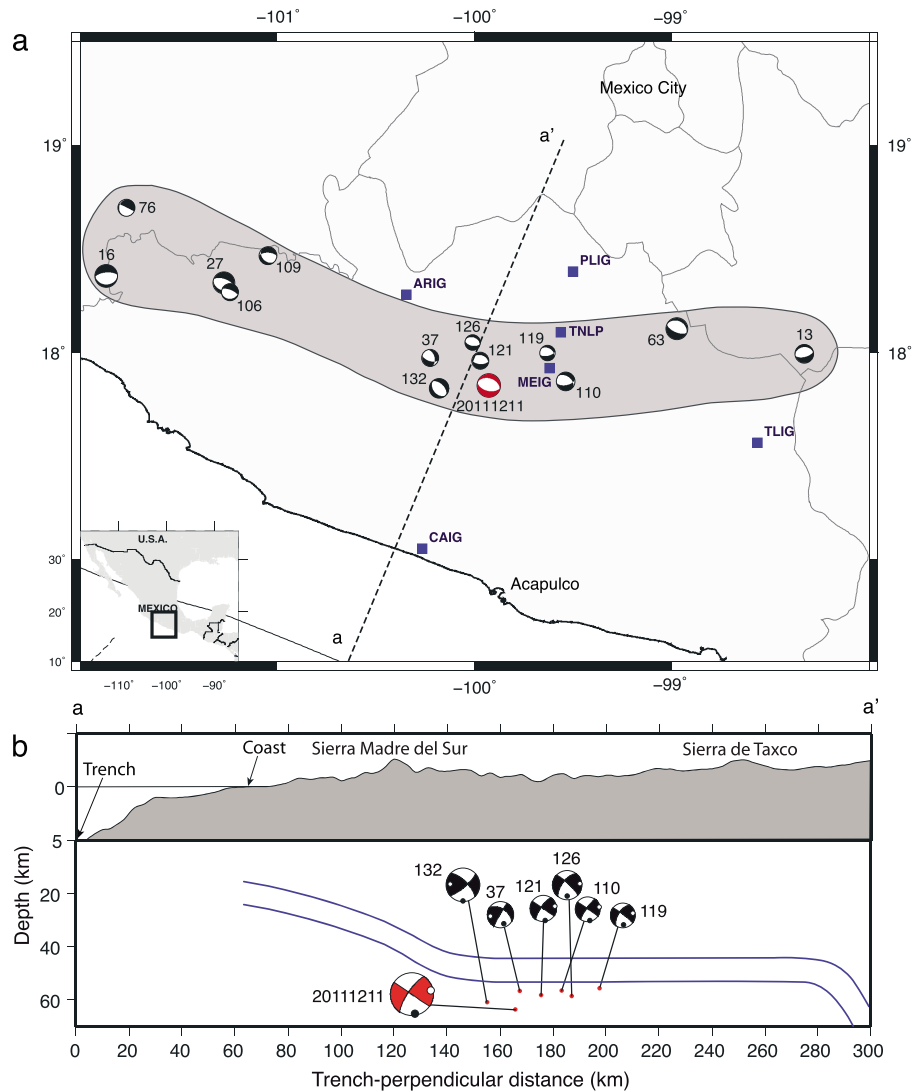 a
−101° −100° −99°
Mexico City
19° 19°
a’
76
16
27
109
106
ARIG
PLIG
TNLP
126
119
121
37
132
MEIG
110
20111211
63
13
18° 18°
TLIG
CAIG
Acapulco
a
U.S.A.
MEXICO
30°
20°
10°
−110° −100° −90°
−100° −99°
a a’
b
Trench
Coast
Sierra Madre del Sur
Sierra de Taxco
0
5
20
40
60
Depth (km)
132
37
121
126
110
119
20111211
0 20 40 60 80 100 120 140 160 180 200 220 240 260 280 300
Trench-perpendicular distance (km)